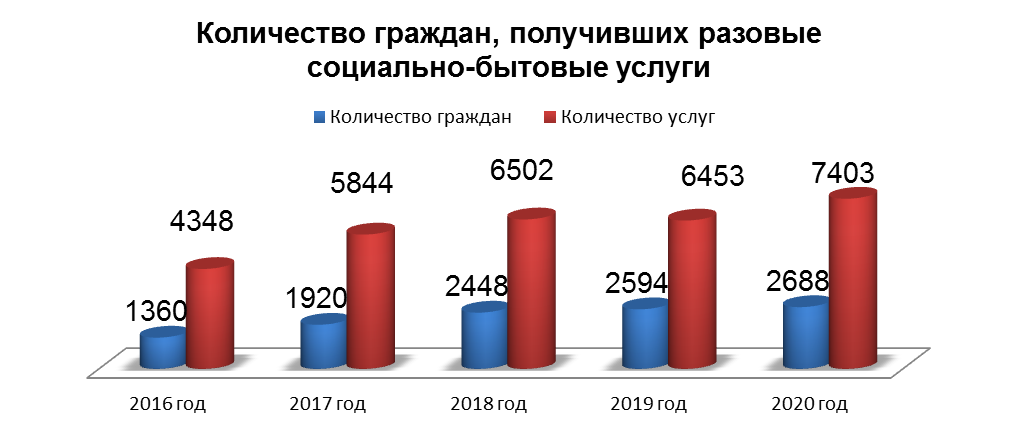 Количество граждан, получивших разовые
социально-бытовые услуги
Количество граждан Количество услуг
4348 5844 6502 6453 7403
1360 1920 2448 2594 2688
2016 год 2017 год 2018 год 2019 год 2020 год